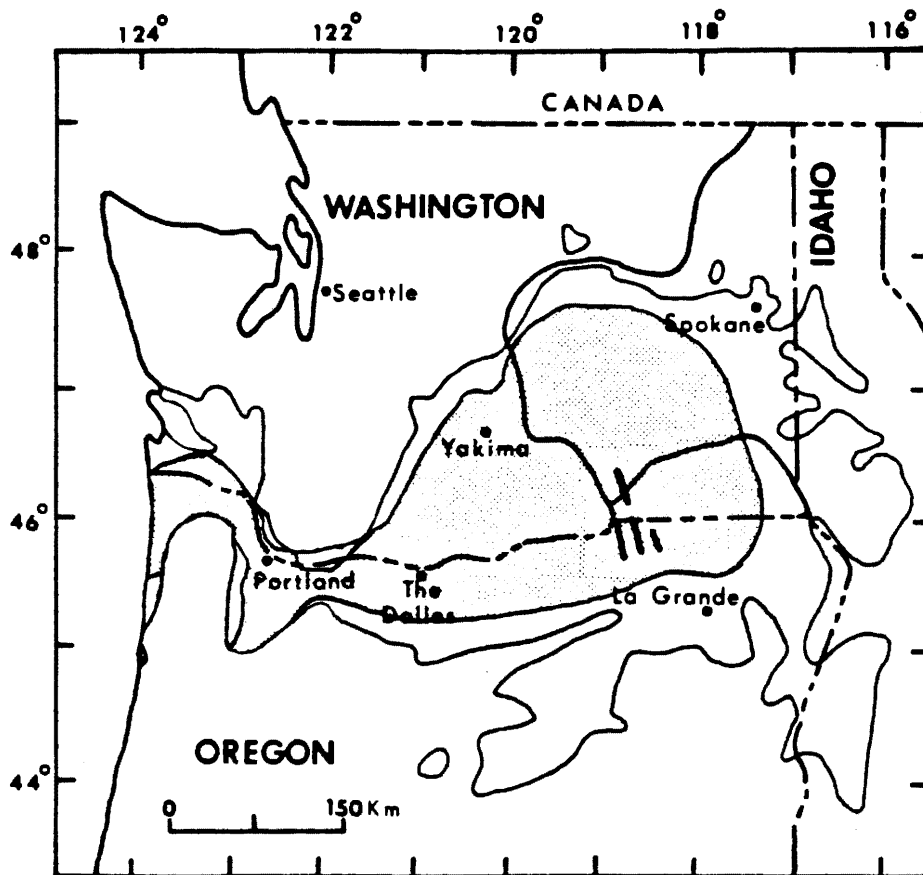 124° 122° 120° 118° 116°
CANADA
WASHINGTON
IDAHO
48°
Seattle
Spokane
Yakima
46°
Portland
The
Dalles
La Grande
OREGON
44°
0 150 Km